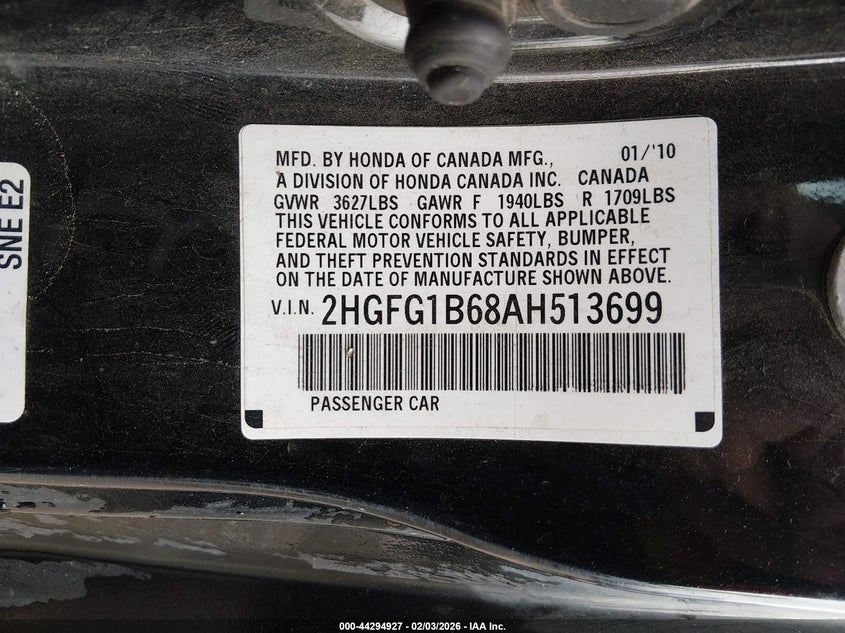 SNE E2
MFD. BY HONDA OF CANADA MFG., 01/'10
A DIVISION OF HONDA CANADA INC. CANADA
GVWR 3627LBS GAWR F 1940LBS R 1709LBS
THIS VEHICLE CONFORMS TO ALL APPLICABLE
FEDERAL MOTOR VEHICLE SAFETY, BUMPER,
AND THEFT PREVENTION STANDARDS IN EFFECT
ON THE DATE OF MANUFACTURE SHOWN ABOVE.
V.I.N. 2HGFG1B68AH513699
PASSENGER CAR
000-44294927 - 02/03/2026 - IAA Inc.